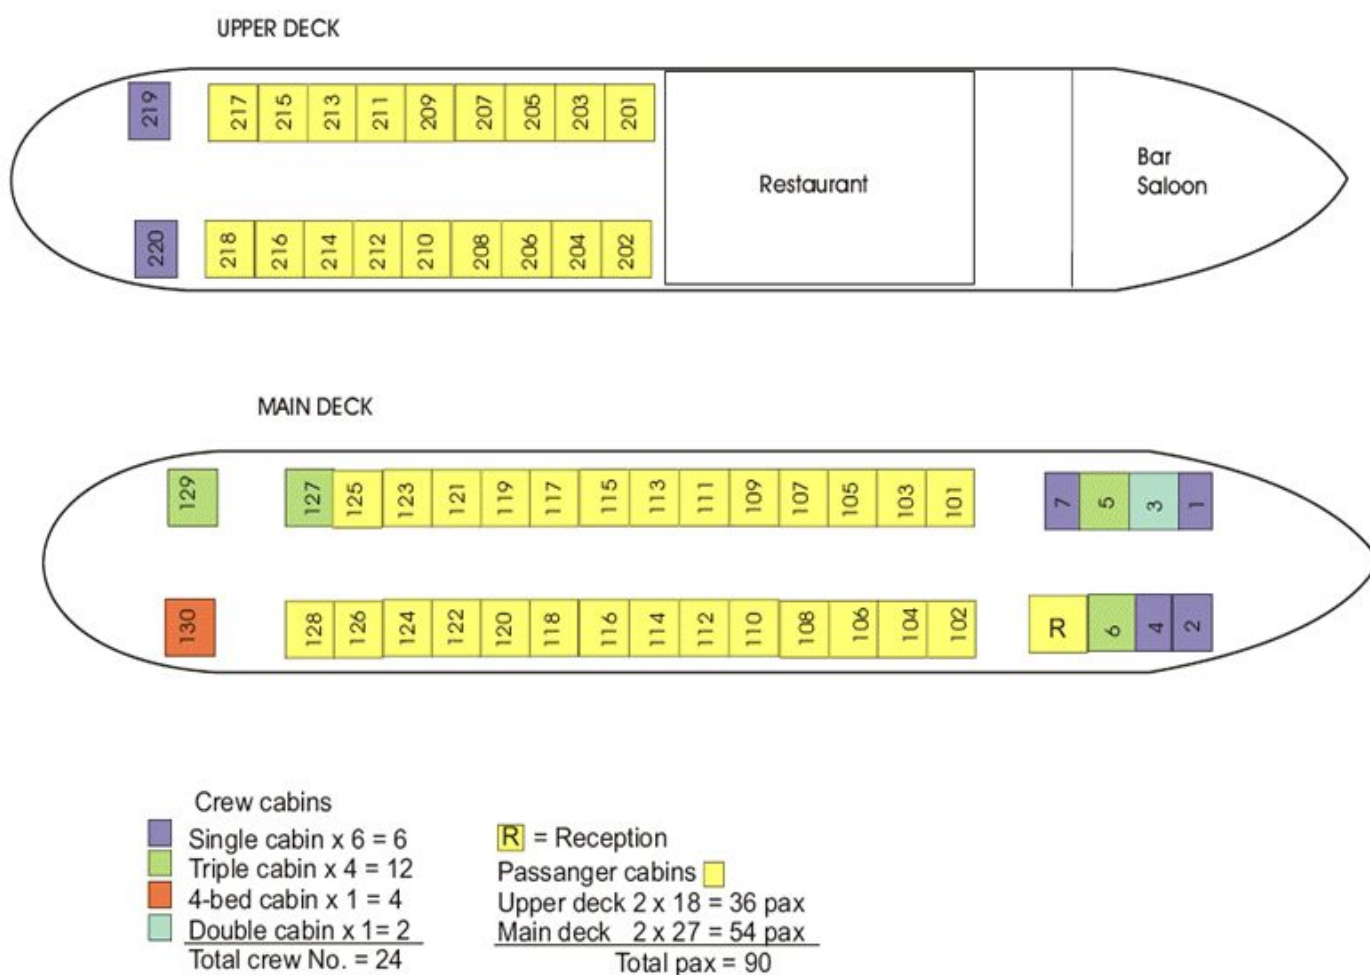 UPPER DECK
219 217 215 213 211 209 207 205 203 201
Restaurant
Bar
Saloon
220 218 216 214 212 210 208 206 204 202
MAIN DECK
129 127 125 123 121 119 117 115 113 111 109 107 105 103 101 7 5 3 1
130 128 126 124 122 120 118 116 114 112 110 108 106 104 102 R 6 4 2
Crew cabins
Single cabin x 6 = 6
Triple cabin x 4 = 12
4-bed cabin x 1 = 4
Double cabin x 1= 2
Total crew No. = 24
R = Reception
Passanger cabins
Upper deck 2 x 18 = 36 pax
Main deck 2 x 27 = 54 pax
Total pax = 90